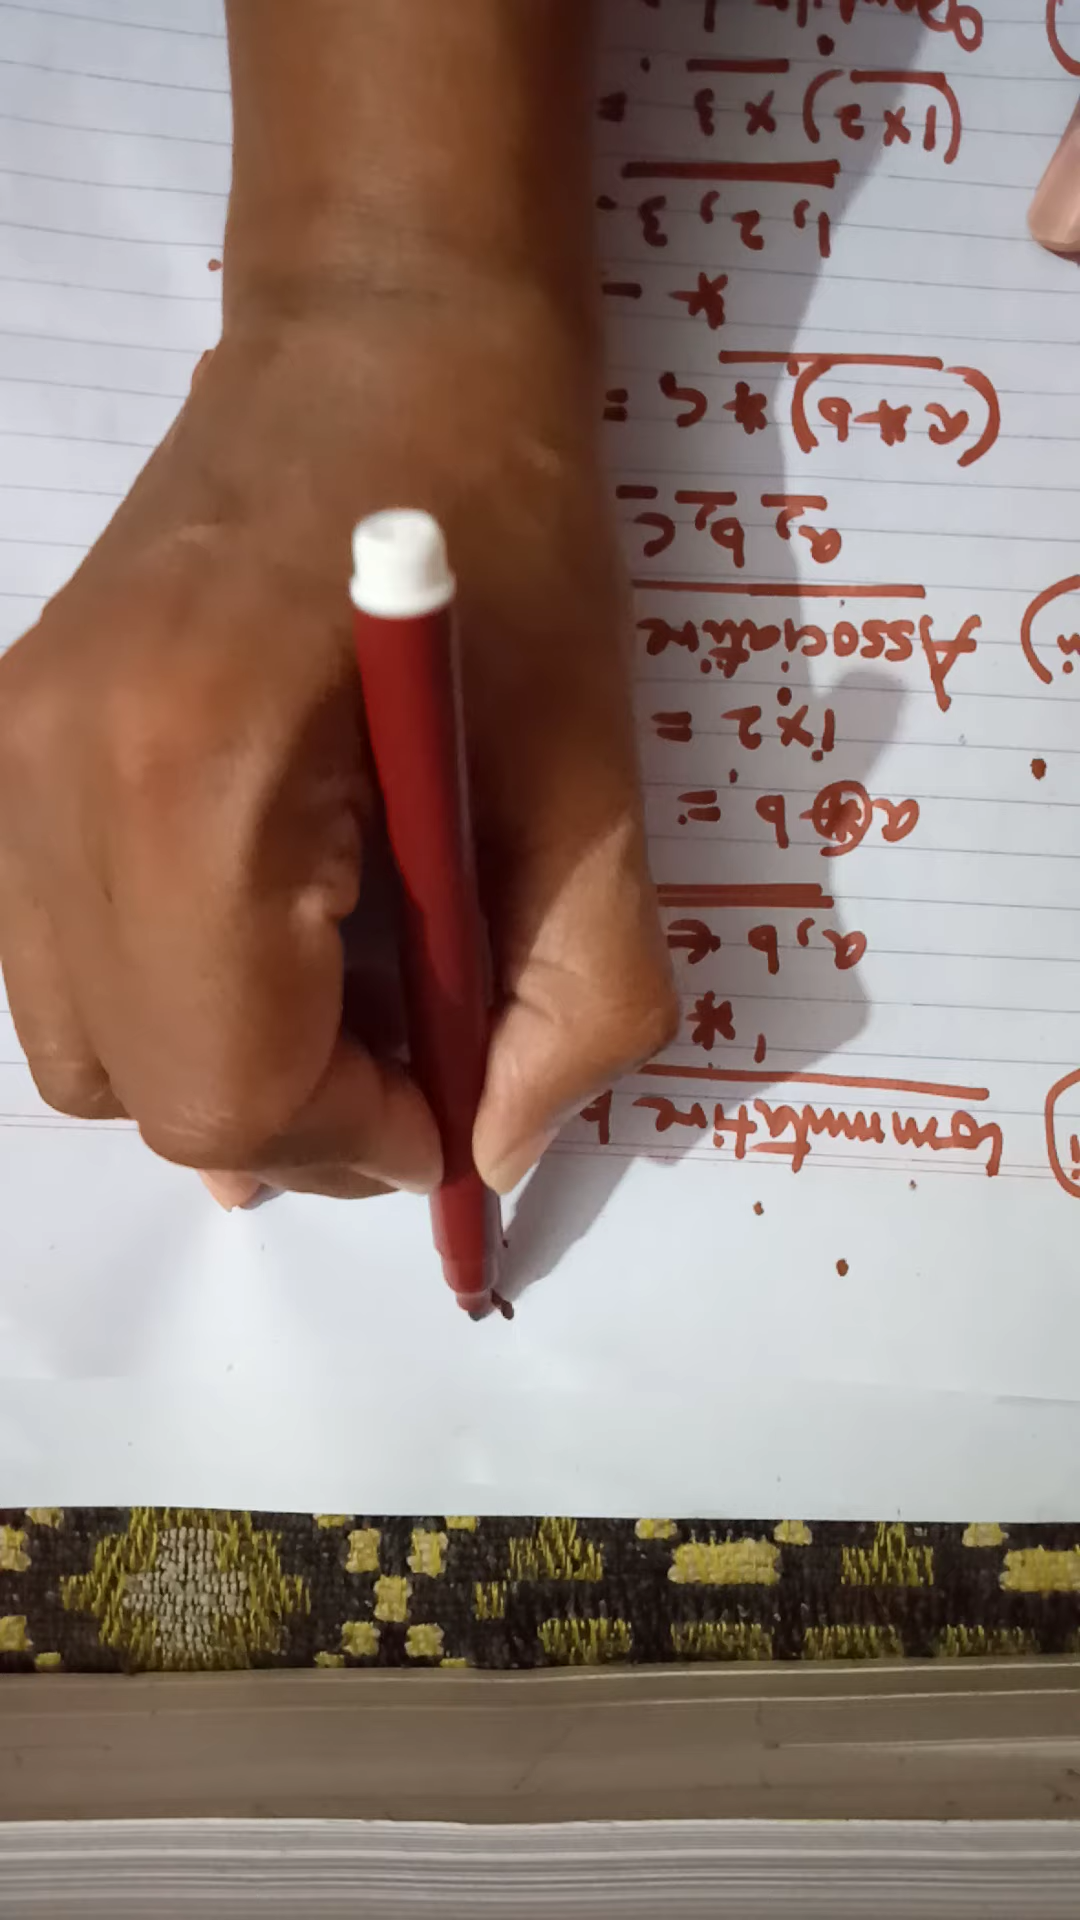 Commutative
*
a, b ∈
a * b =
1 x 2 =
ii) Associative
a, b, c
(a * b) * c =
* -
1, 2, 3.
(1 x 2) x 3 =